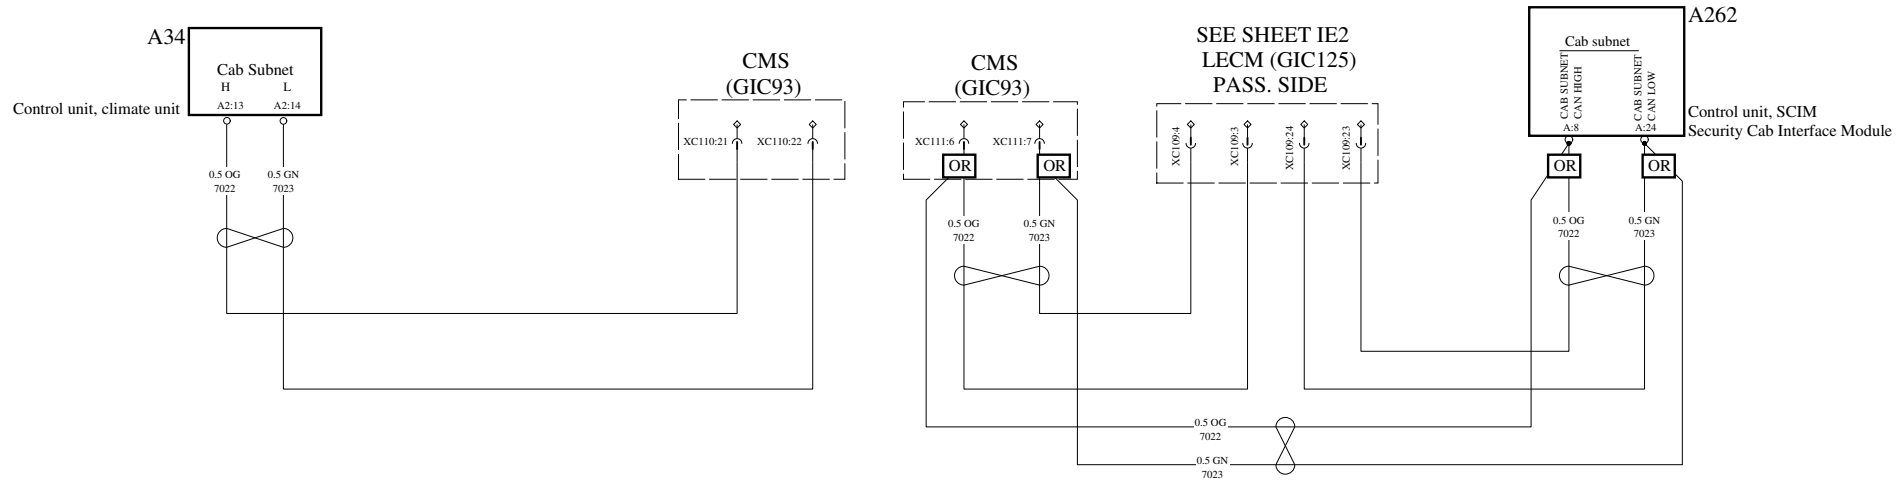 A34
Cab Subnet
H L
A2:13 A2:14
Control unit, climate unit
0.5 OG
7022
0.5 GN
7023
CMS
(GIC93)
XC110:21 XC110:22
CMS
(GIC93)
XC111:6 XC111:7
OR OR
0.5 OG
7022
0.5 GN
7023
SEE SHEET IE2
LECM (GIC125)
PASS. SIDE
XC109:4
XC109:3
XC109:24
XC109:23
A262
Cab subnet
CAB SUBNET
CAN HIGH
CAB SUBNET
CAN LOW
A:8 A:24
Control unit, SCIM
Security Cab Interface Module
OR OR
0.5 OG
7022
0.5 GN
7023
0.5 OG
7022
0.5 GN
7023